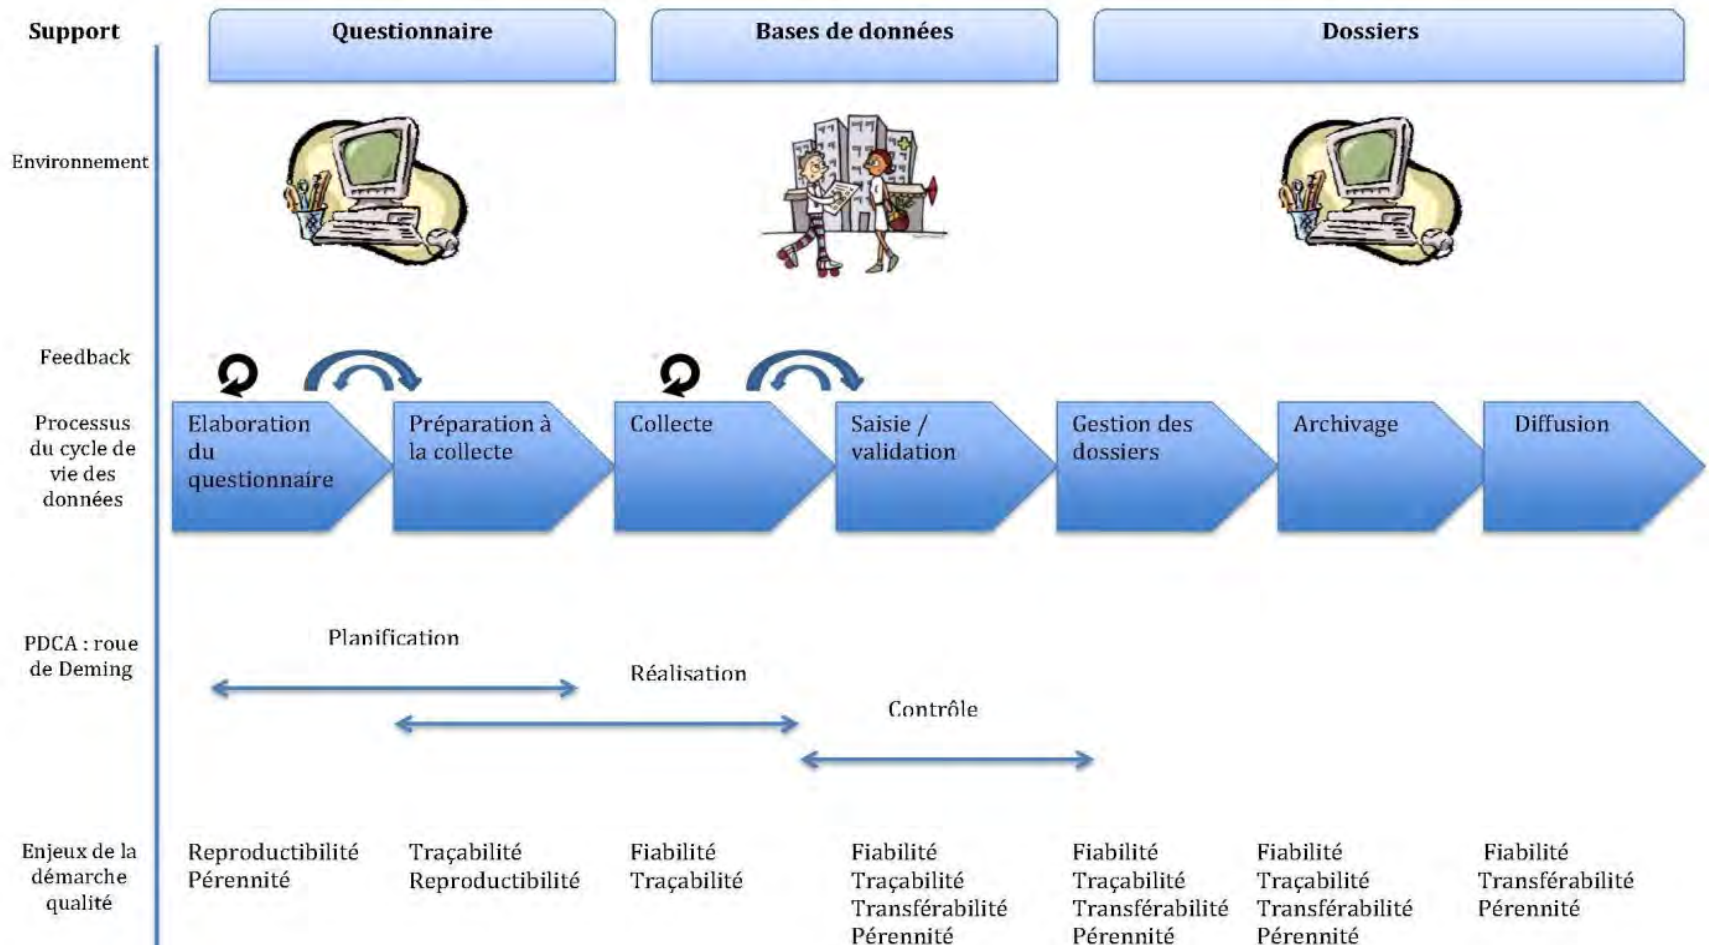 Support
Questionnaire
Bases de données
Dossiers
Environnement
Feedback
Processus
du cycle de
vie des
données
Elaboration
du
questionnaire
Préparation à
la collecte
Collecte
Saisie /
validation
Gestion des
dossiers
Archivage
Diffusion
PDCA : roue
de Deming
Planification
Réalisation
Contrôle
Enjeux de la
démarche
qualité
Reproductibilité
Pérennité
Traçabilité
Reproductibilité
Fiabilité
Traçabilité
Fiabilité
Traçabilité
Transférabilité
Pérennité
Fiabilité
Traçabilité
Transférabilité
Pérennité
Fiabilité
Traçabilité
Transférabilité
Pérennité
Fiabilité
Transférabilité
Pérennité